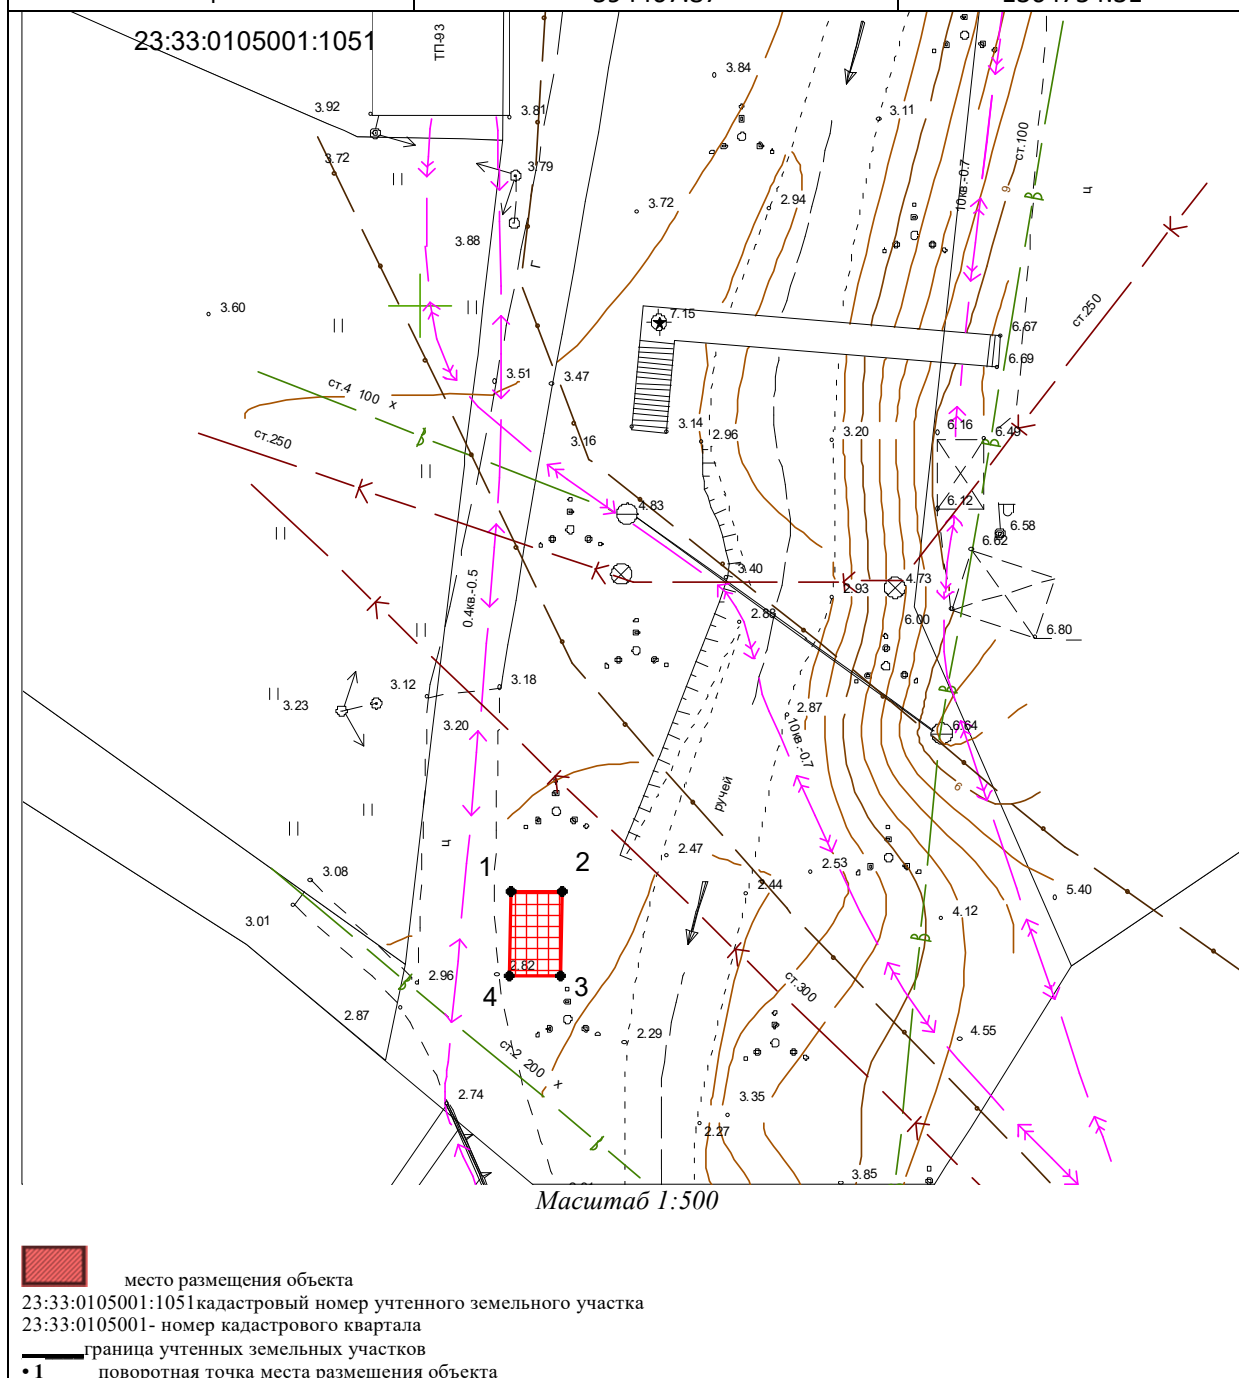 23:33:0105001:1051
ТП-93
3.84
3.92
3.81
3.11
ст.100
3.72
3.79
10кв.-0.7
9
ц
3.72
2.94
3.88
Г
3.60
7.15
ст.250
6.67
6.69
3.51
3.47
ст.4 100 х
3.14
2.96
3.20
6.16
6.49
ст.250
3.16
В
В
К
К
6.12
4.83
6.58
6.62
3.40
4.73
2.93
0.4кв.-0.5
2.88
6.00
6.80
3.12
3.18
3.23
3.20
2.87
10кв.-0.7
6.64
6
ручей
ц
2.47
2.53
1
2
3.08
2.44
5.40
3.01
4.12
2.82
2.96
3
4
ст.300
2.87
2.29
4.55
ст.2 200 х
2.74
3.35
2.27
3.85
Масштаб 1:500
место размещения объекта
23:33:0105001:1051кадастровый номер учтенного земельного участка
23:33:0105001- номер кадастрового квартала
граница учтенных земельных участков
• 1 поворотная точка места размещения объекта